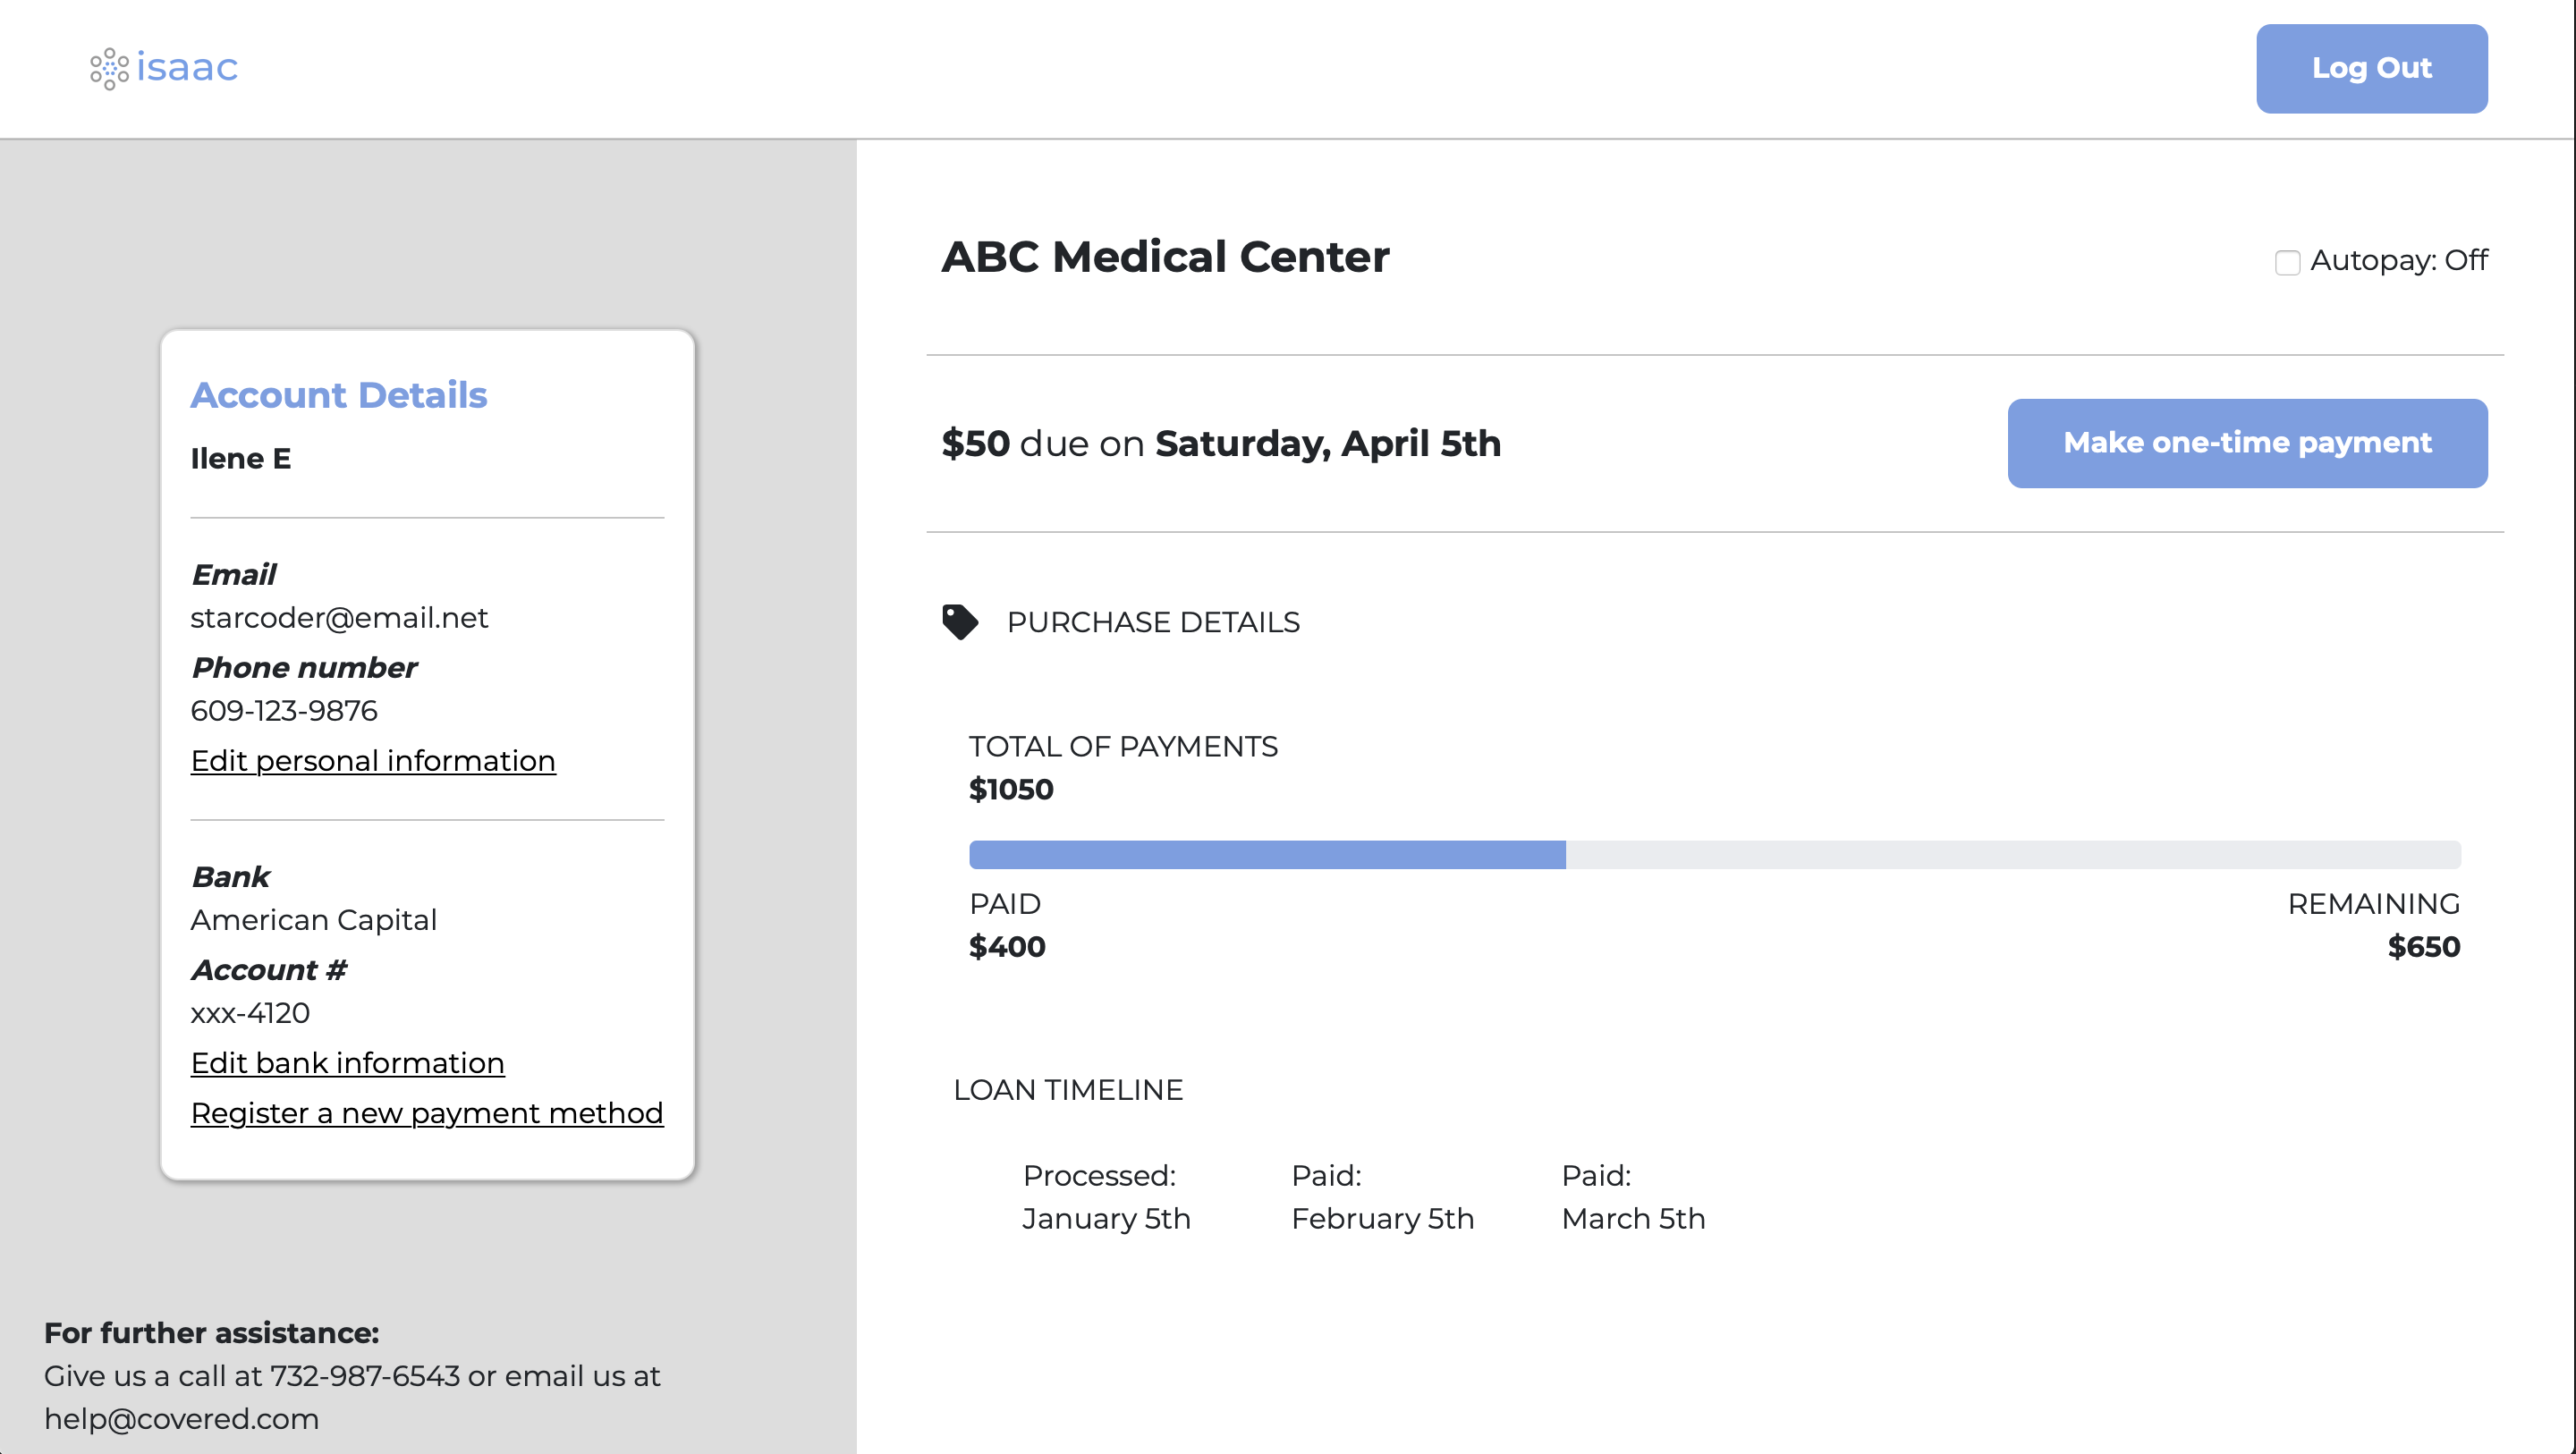 isaac
Log Out
Account Details
Ilene E
Email
starcoder@email.net
Phone number
609-123-9876
Edit personal information
Bank
American Capital
Account #
xxx-4120
Edit bank information
Register a new payment method
For further assistance:
Give us a call at 732-987-6543 or email us at
help@covered.com
ABC Medical Center
Autopay: Off
$50 due on Saturday, April 5th
Make one-time payment
PURCHASE DETAILS
TOTAL OF PAYMENTS
$1050
PAID
$400
REMAINING
$650
LOAN TIMELINE
Processed:
January 5th
Paid:
February 5th
Paid:
March 5th